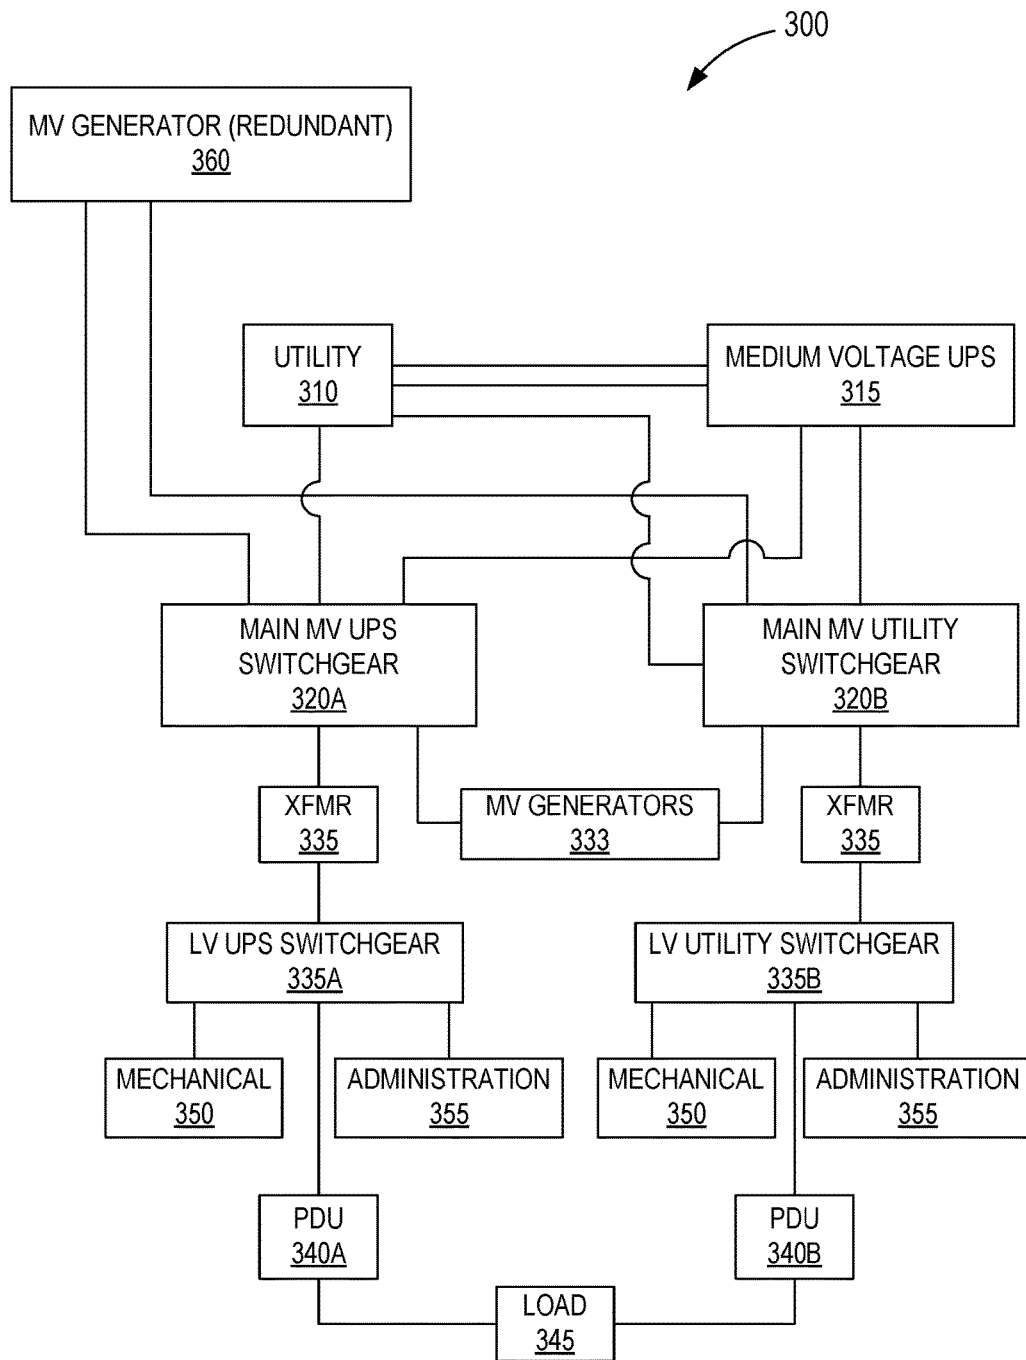 300
MV GENERATOR (REDUNDANT)
360
UTILITY
310
MEDIUM VOLTAGE UPS
315
MAIN MV UPS
SWITCHGEAR
320A
MAIN MV UTILITY
SWITCHGEAR
320B
XFMR
335
MV GENERATORS
333
XFMR
335
LV UPS SWITCHGEAR
335A
LV UTILITY SWITCHGEAR
335B
MECHANICAL
350
ADMINISTRATION
355
MECHANICAL
350
ADMINISTRATION
355
PDU
340A
PDU
340B
LOAD
345